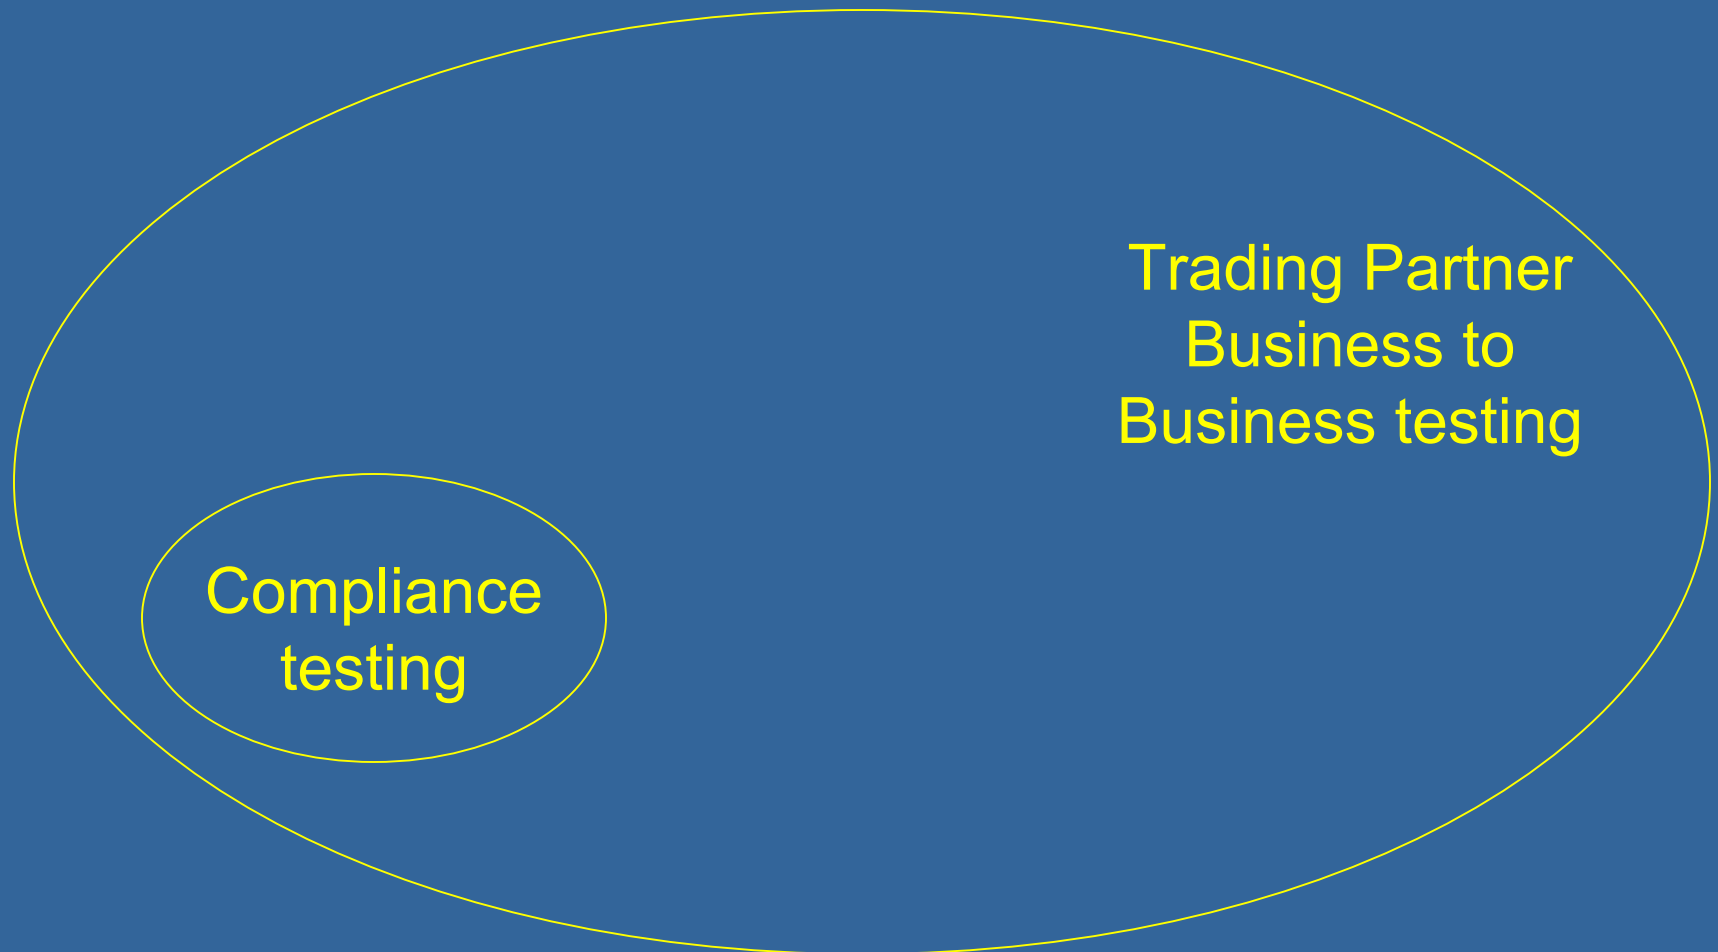 Trading Partner
Business to
Business testing
Compliance
testing